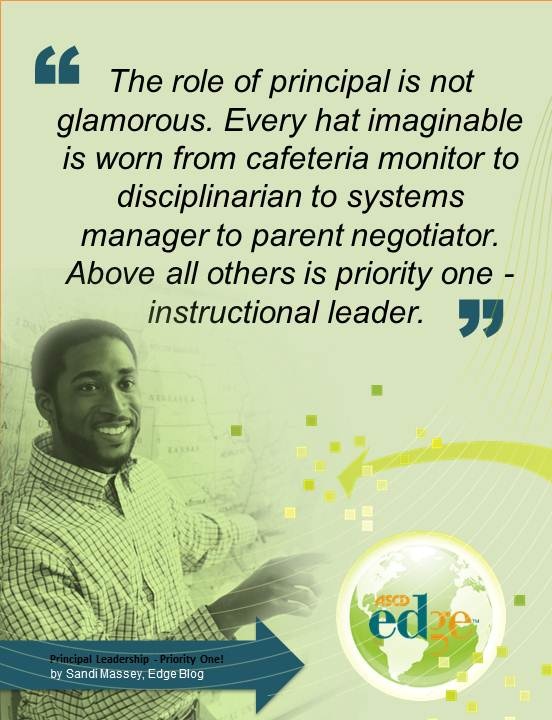 The role of principal is not
glamorous. Every hat imaginable
is worn from cafeteria monitor to
disciplinarian to systems
manager to parent negotiator.
Above all others is priority one -
instructional leader.
KANSAS
ASCD
edge™
Principal Leadership - Priority One!
by Sandi Massey, Edge Blog